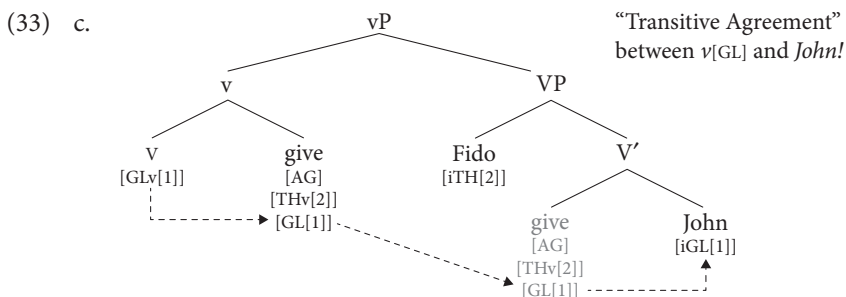 (33) c. vP “Transitive Agreement”
between v[GL] and John!
v VP
V give Fido V′
[GLv[1]] [AG] [iTH[2]]
[THv[2]]
[GL[1]] give John
[AG] [iGL[1]]
[THv[2]]
[GL[1]]